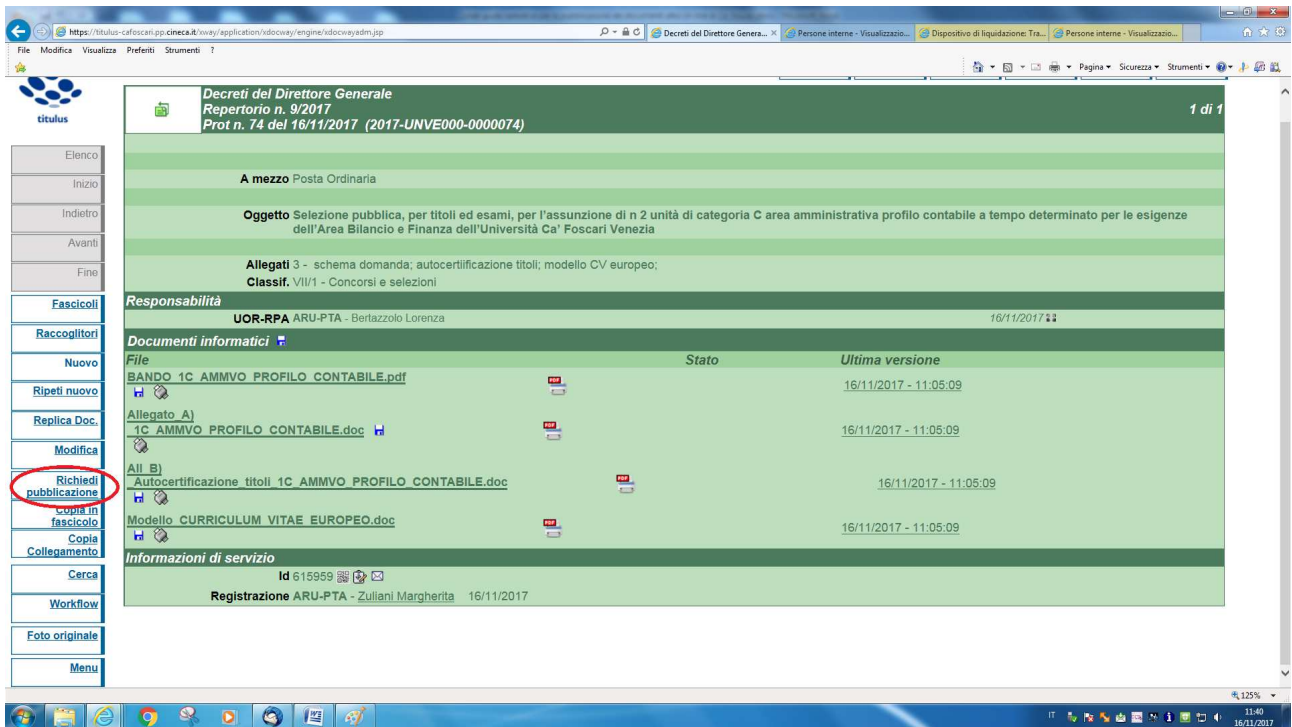 https://titulus-cafoscari.pp.cineca.it/xway/application/xdocway/engine/xdocwayadm.jsp
Decreti del Direttore Genera...
Persone interne - Visualizzazio...
Dispositivo di liquidazione: Tra...
Persone interne - Visualizzazio...
File Modifica Visualizza Preferiti Strumenti ?
Pagina Sicurezza Strumenti
titulus
Elenco
Inizio
Indietro
Avanti
Fine
Fascicoli
Raccoglitori
Nuovo
Ripeti nuovo
Replica Doc.
Modifica
Richiedi
pubblicazione
Copia in
fascicolo
Copia
Collegamento
Cerca
Workflow
Foto originale
Menu
Decreti del Direttore Generale
Repertorio n. 9/2017
Prot n. 74 del 16/11/2017 (2017-UNVE000-0000074)
1 di 1
A mezzo Posta Ordinaria
Oggetto Selezione pubblica, per titoli ed esami, per l'assunzione di n 2 unità di categoria C area amministrativa profilo contabile a tempo determinato per le esigenze
dell'Area Bilancio e Finanza dell'Università Ca' Foscari Venezia
Allegati 3 - schema domanda; autocertiificazione titoli; modello CV europeo;
Classif. VII/1 - Concorsi e selezioni
Responsabilità
UOR-RPA ARU-PTA - Bertazzolo Lorenza 16/11/2017
Documenti informatici
File Stato Ultima versione
BANDO_1C_AMMVO_PROFILO_CONTABILE.pdf 16/11/2017 - 11:05:09
Allegato_A)
_1C_AMMVO_PROFILO_CONTABILE.doc 16/11/2017 - 11:05:09
All_B)
_Autocertificazione_titoli_1C_AMMVO_PROFILO_CONTABILE.doc 16/11/2017 - 11:05:09
Modello_CURRICULUM_VITAE_EUROPEO.doc 16/11/2017 - 11:05:09
Informazioni di servizio
Id 615959
Registrazione ARU-PTA - Zuliani Margherita 16/11/2017
125%
IT
11:40
16/11/2017